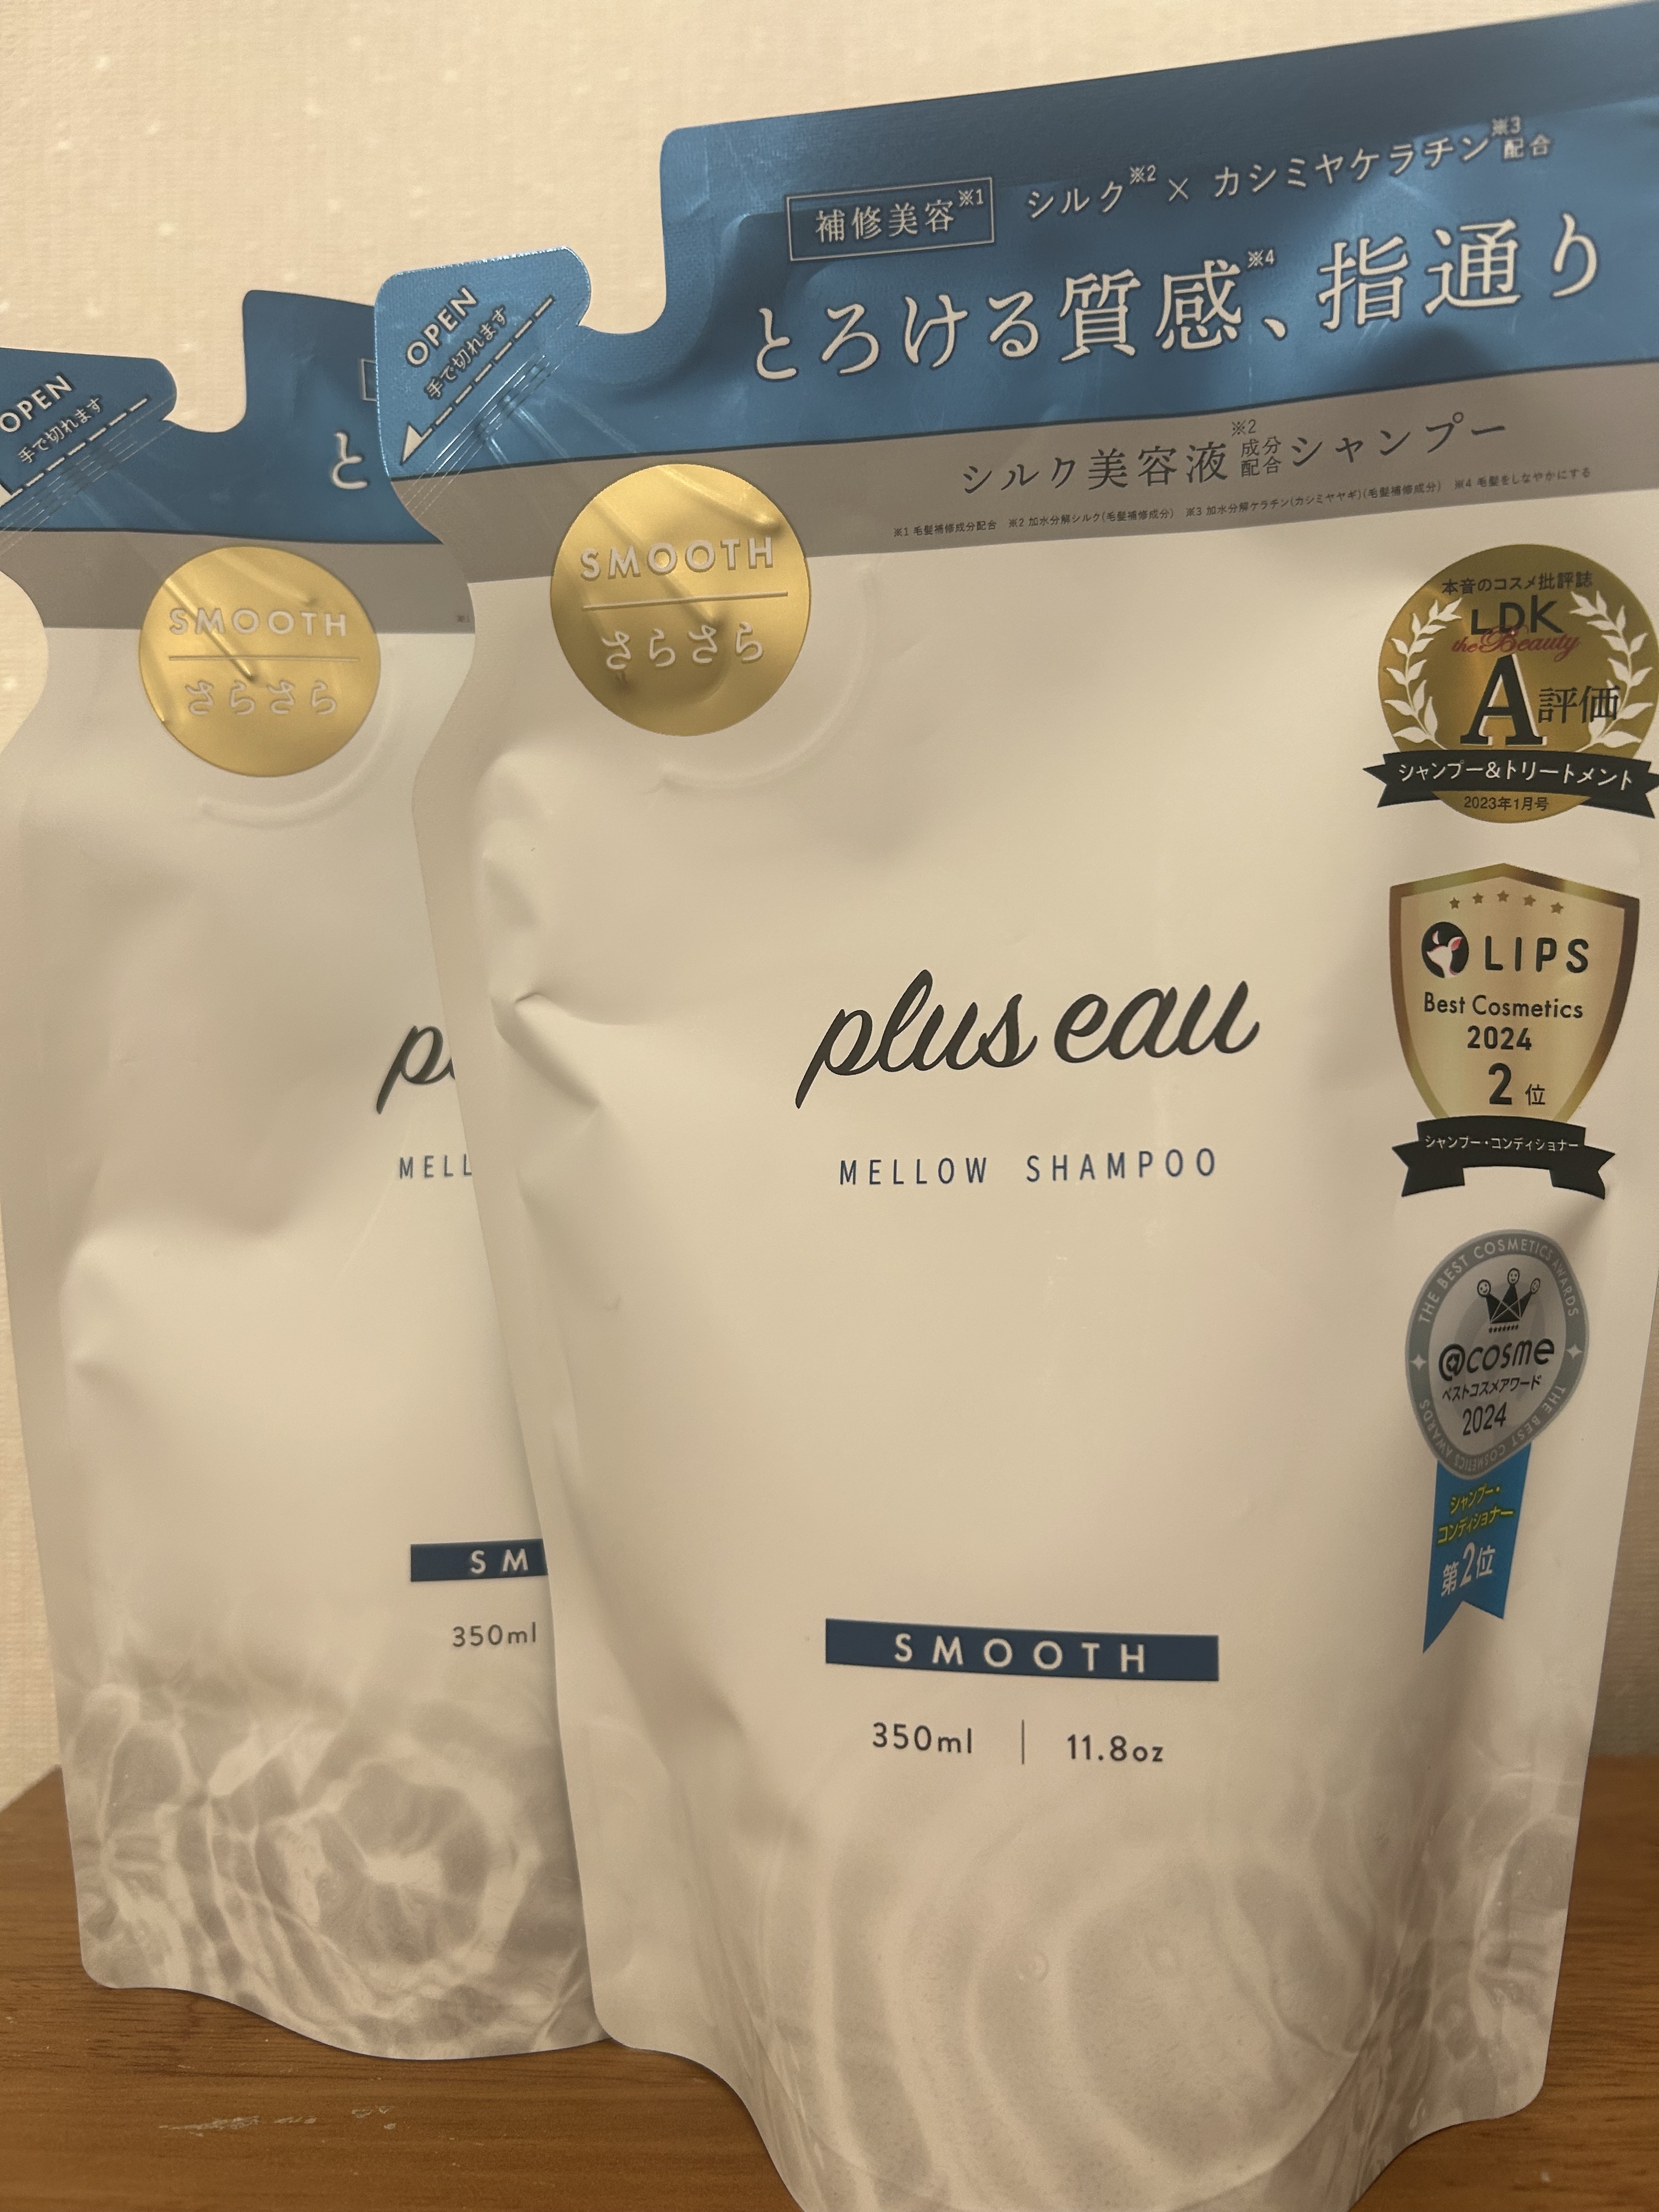 補修美容※1 シルク※2 × カシミヤケラチン※3配合
とろける質感※4、指通り
シルク美容液※2成分配合シャンプー
※1 毛髪補修成分配合 ※2 加水分解シルク(毛髪補修成分) ※3 加水分解ケラチン(カシミヤヤギ)(毛髪補修成分) ※4 毛髪をしなやかにする
OPEN
手で切れます
SMOOTH
さらさら
本音のコスメ批評誌
LDK
the Beauty
A評価
シャンプー&トリートメント
2023年1月号
plus eau
MELLOW SHAMPOO
LIPS
Best Cosmetics
2024
2位
シャンプー・コンディショナー
THE BEST COSMETICS AWARDS
@cosme
ベストコスメアワード
2024
THE BEST COSMETICS AWARDS
シャンプー・
コンディショナー
第2位
SMOOTH
350ml | 11.8oz
OPEN
手で切れます
と
SMOOTH
さらさら
p
MELL
SM
350ml